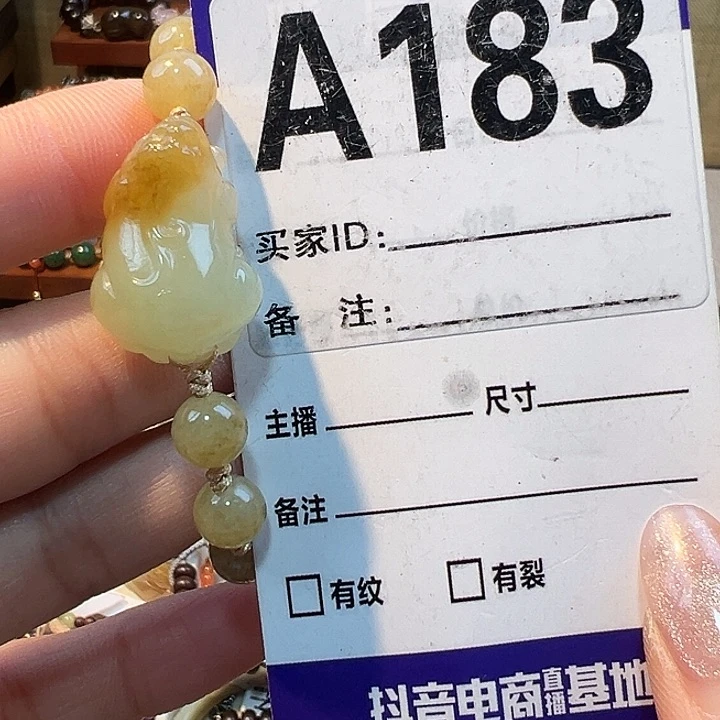 A183
买家ID:
备 注:
主播 尺寸
备注
有纹 有裂
抖音电商直播基地